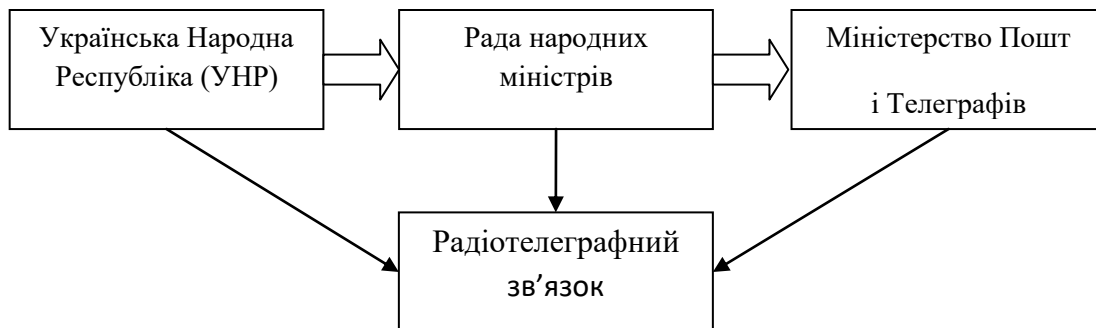 Українська Народна
Республіка (УНР)
Рада народних
міністрів
Міністерство Пошт
і Телеграфів
Радіотелеграфний
зв’язок